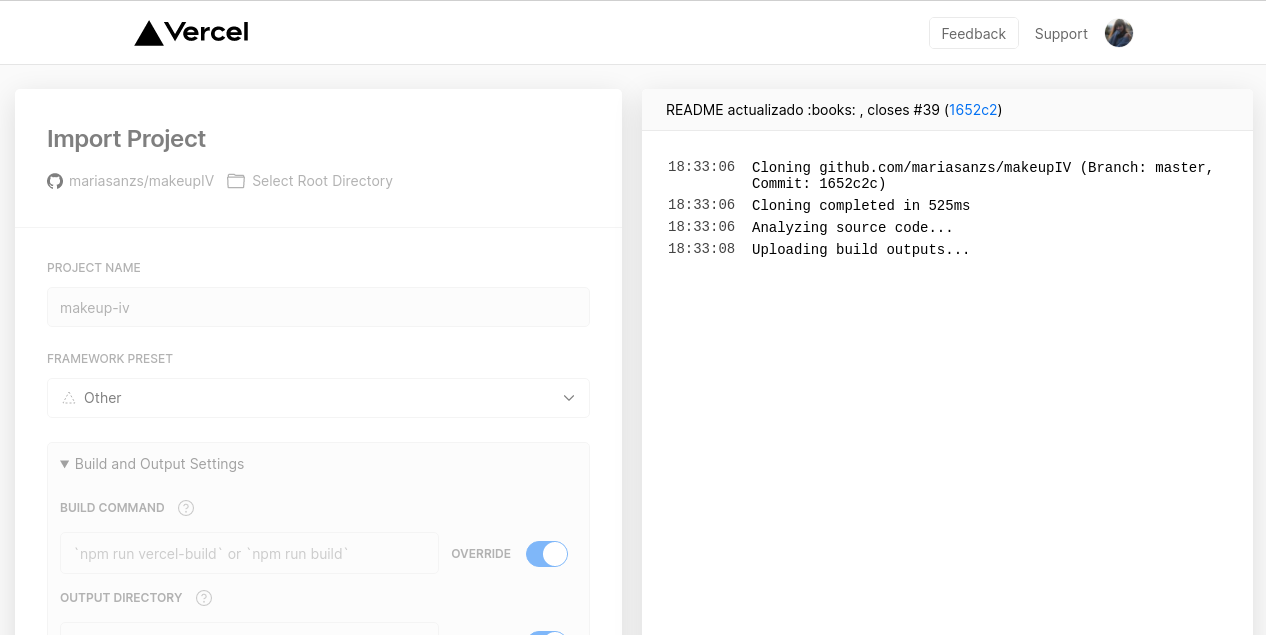 Vercel
Feedback
Support
Import Project
mariasanzs/makeupIV
Select Root Directory
PROJECT NAME
makeup-iv
FRAMEWORK PRESET
Other
Build and Output Settings
BUILD COMMAND ?
`npm run vercel-build` or `npm run build`
OVERRIDE
OUTPUT DIRECTORY ?
README actualizado :books: , closes #39 (1652c2)
18:33:06 Cloning github.com/mariasanzs/makeupIV (Branch: master,
Commit: 1652c2c)
18:33:06 Cloning completed in 525ms
18:33:06 Analyzing source code...
18:33:08 Uploading build outputs...